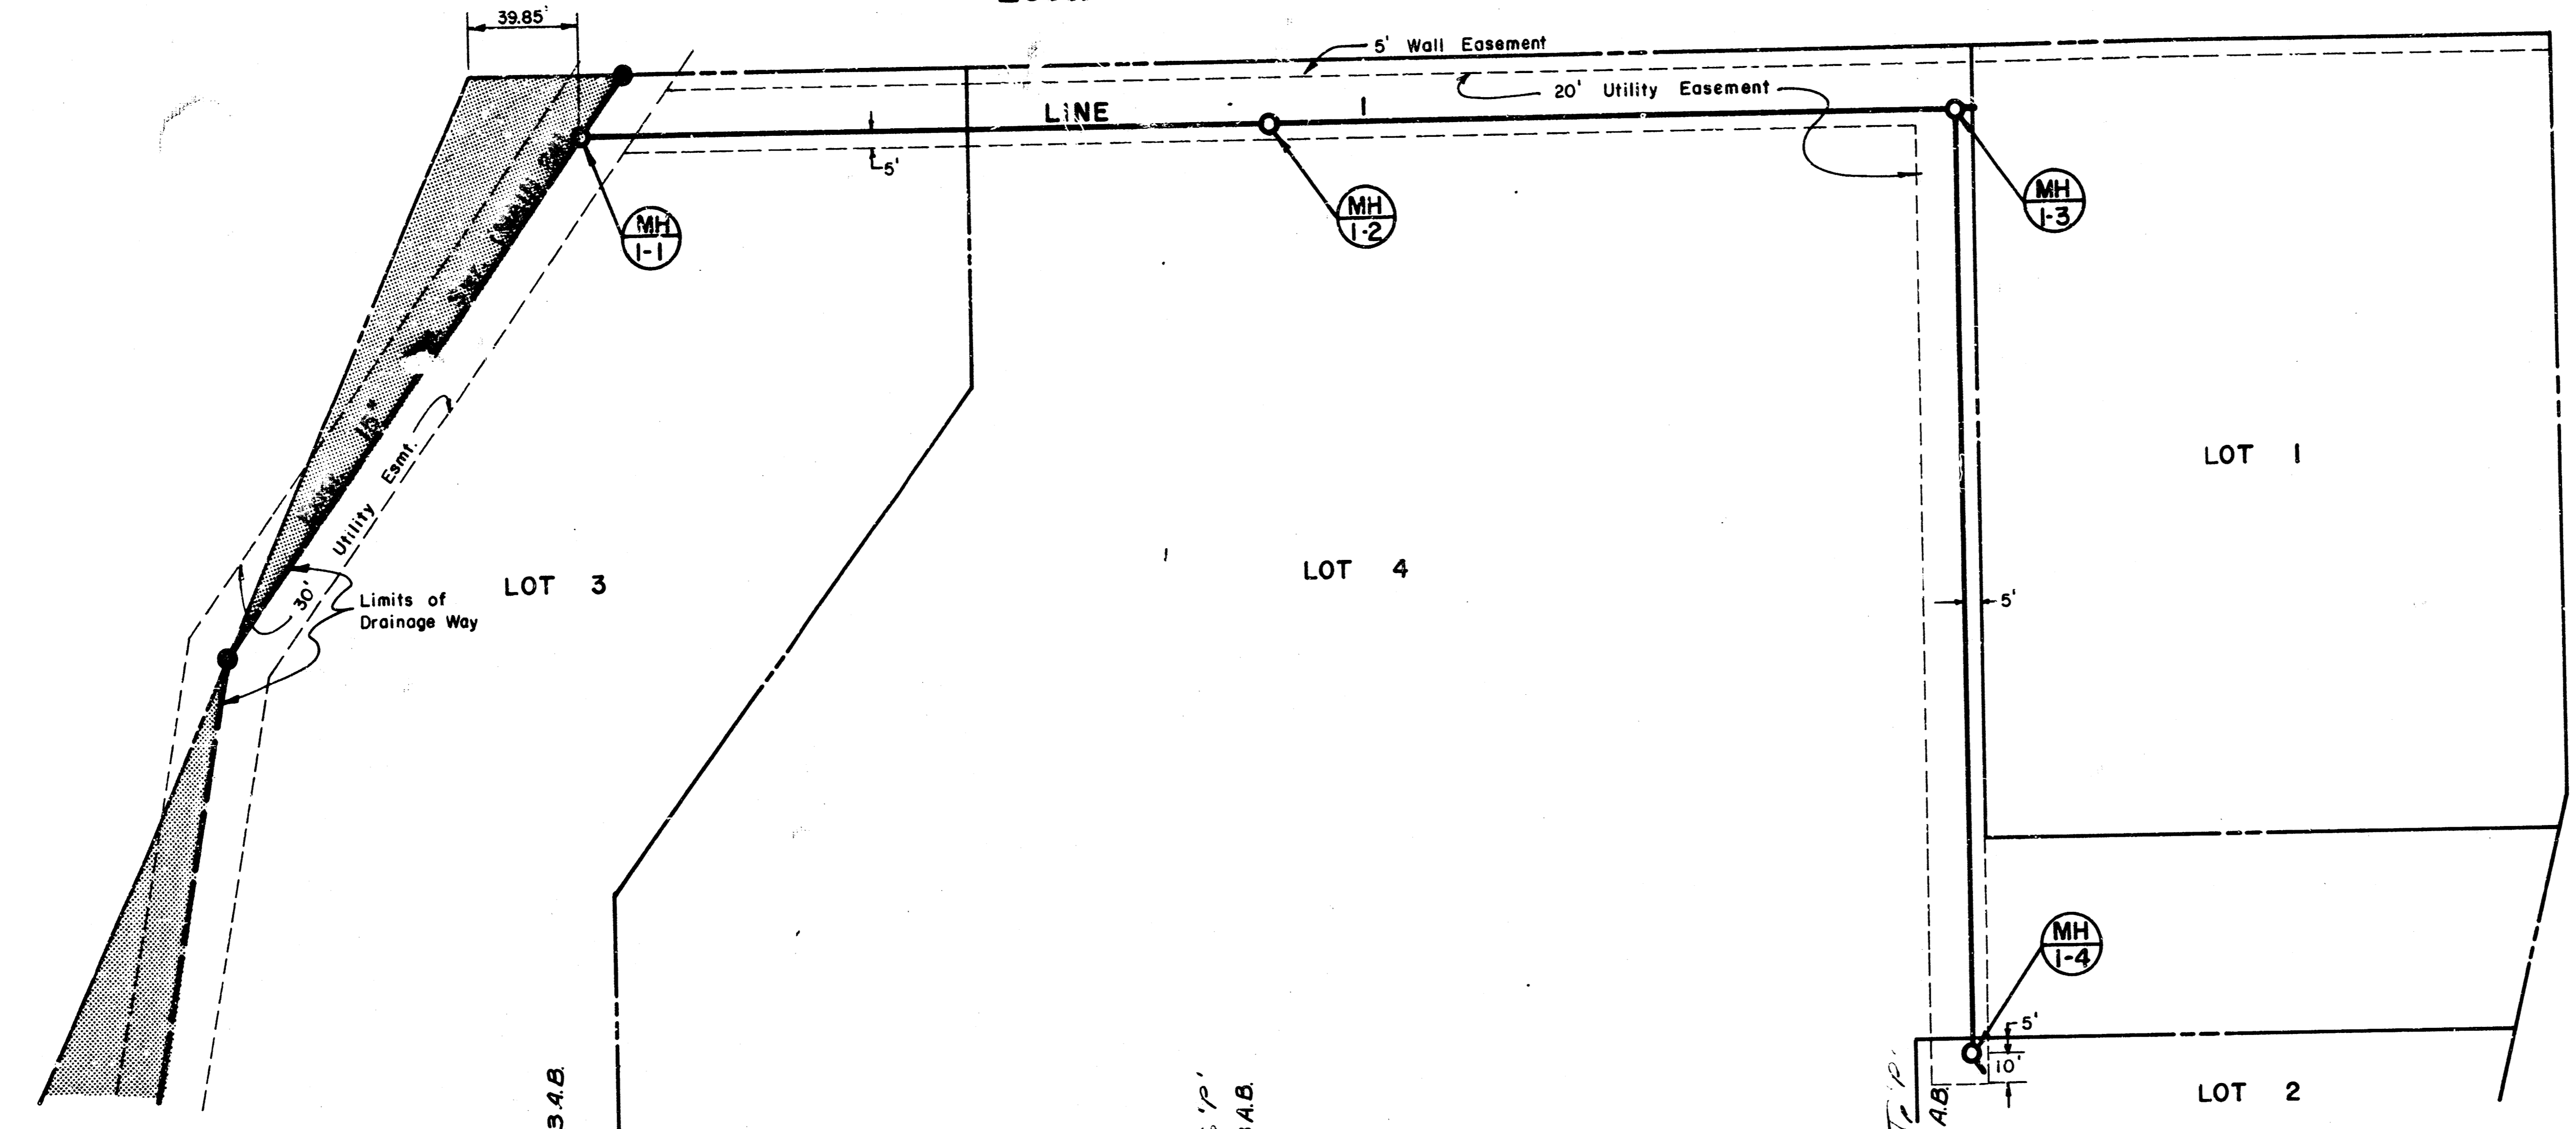 39.85'
5' Wall Easement
20' Utility Easement
LINE 1
5'
MH
1-1
MH
1-2
MH
1-3
15"
Utility Esmt.
30'
Limits of
Drainage Way
LOT 3
LOT 4
LOT 1
5'
MH
1-4
5'
10'
LOT 2
B.A.B.
'P'
A.B.
'P'
A.B.